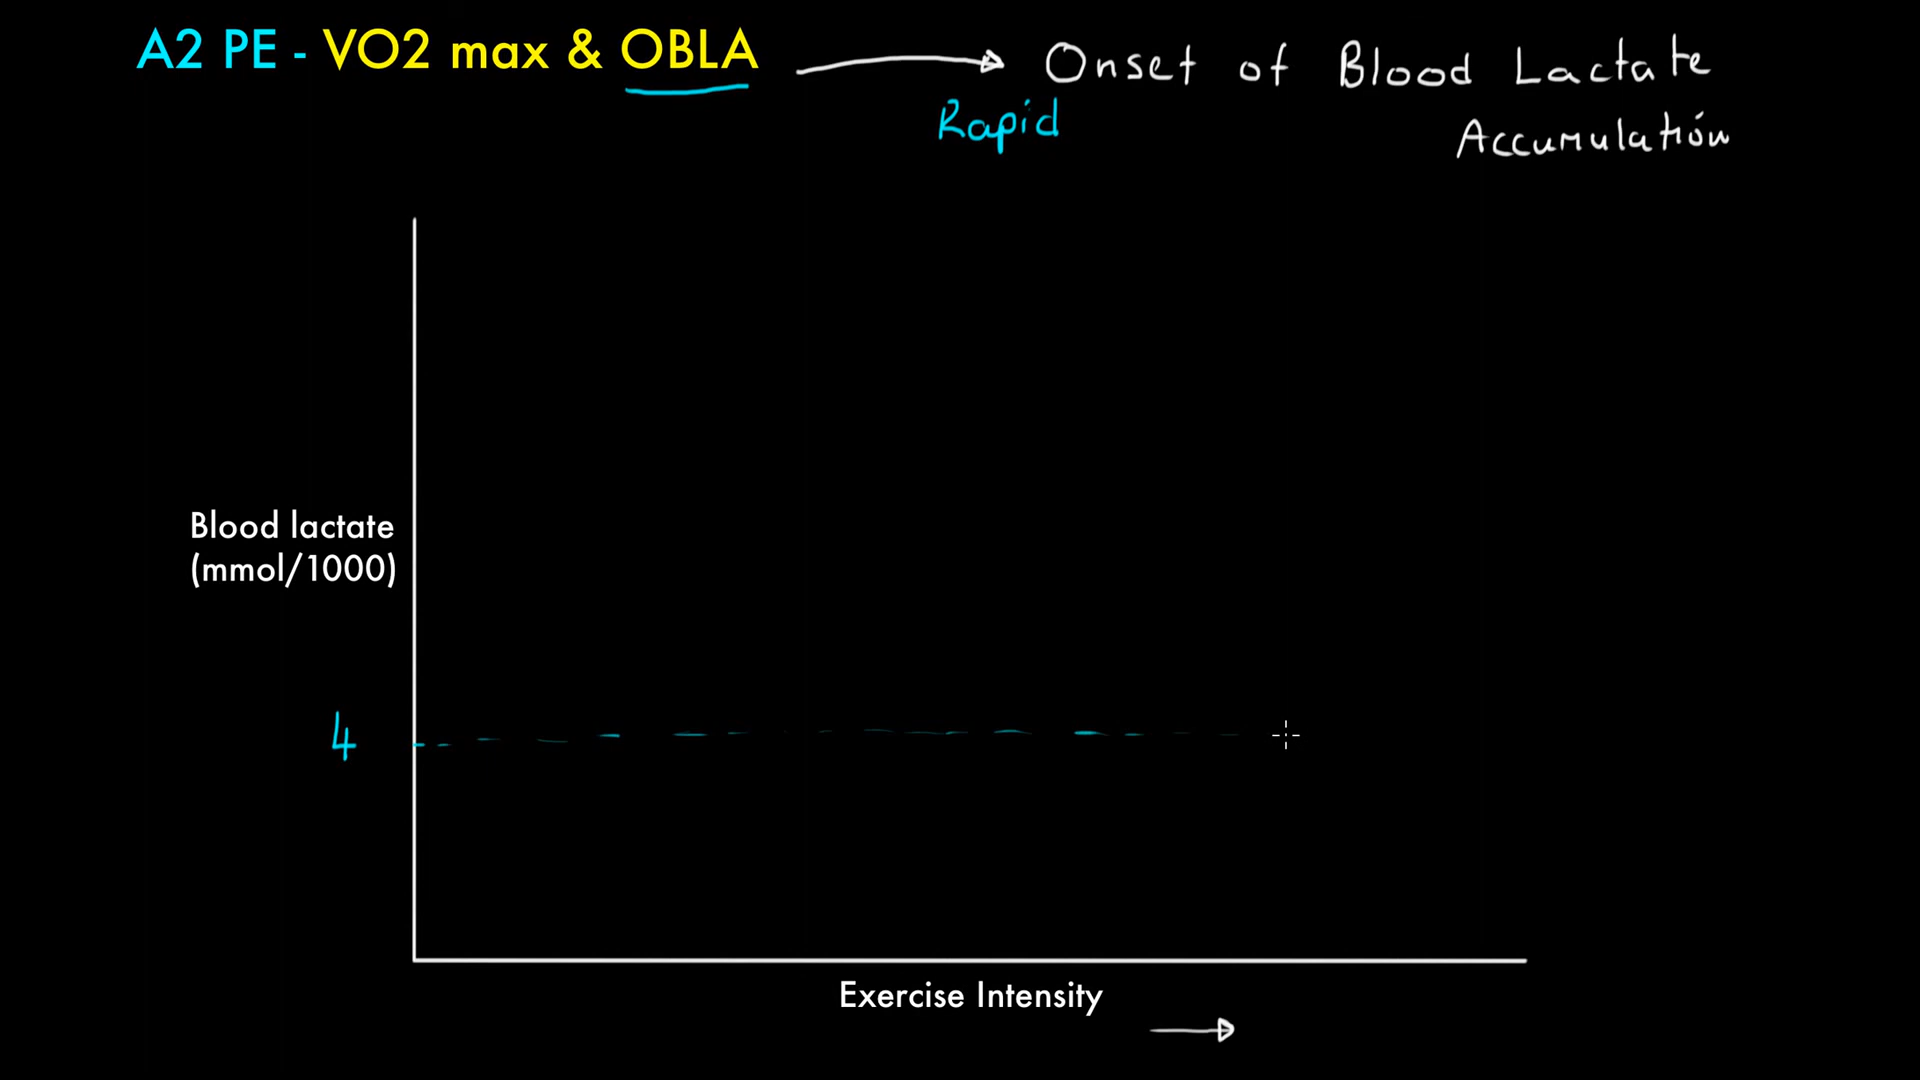 A2 PE - VO2 max & OBLA
Onset of Blood Lactate
Rapid
Accumulation
Blood lactate
(mmol/1000)
4
Exercise Intensity